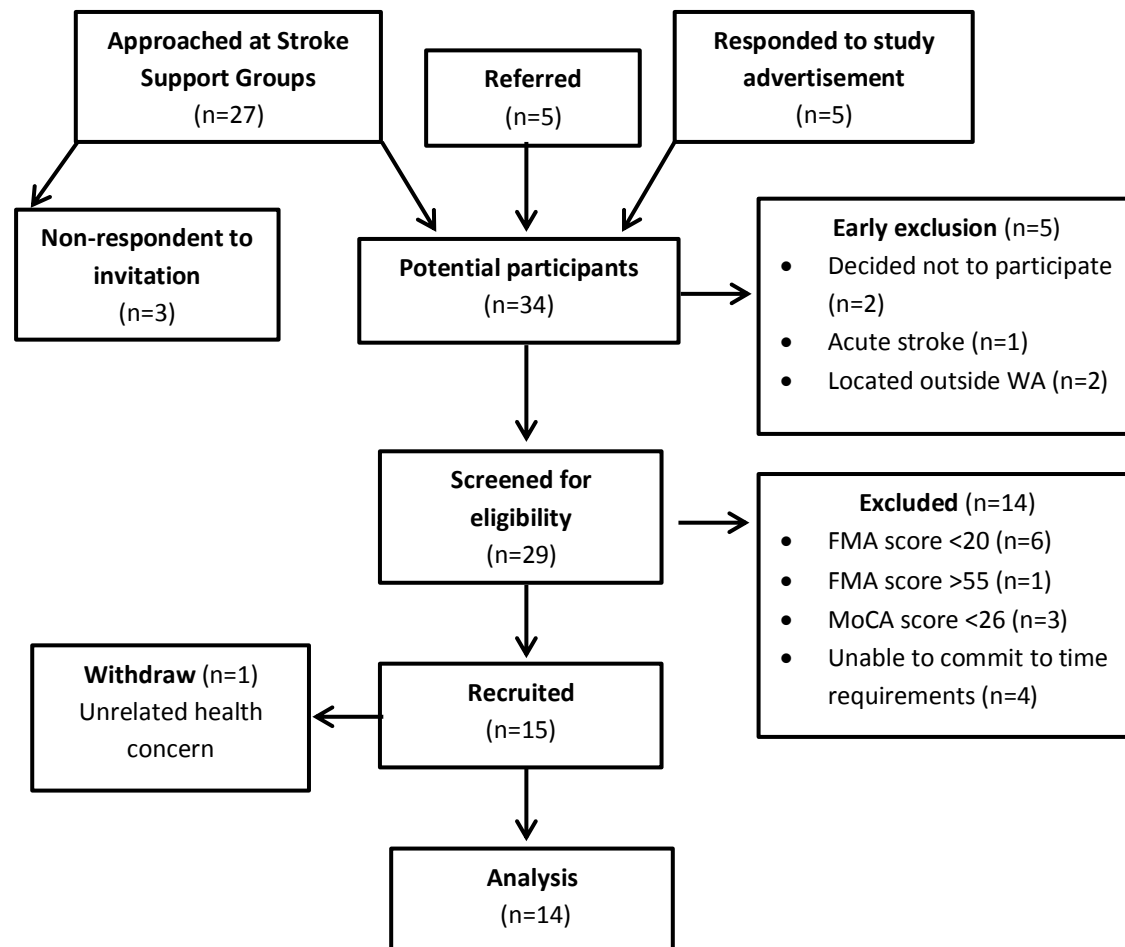 Approached at Stroke
Support Groups
(n=27)
Referred
(n=5)
Responded to study
advertisement
(n=5)
Non-respondent to
invitation
(n=3)
Potential participants
(n=34)
Early exclusion (n=5)
• Decided not to participate
(n=2)
• Acute stroke (n=1)
• Located outside WA (n=2)
Screened for
eligibility
(n=29)
Excluded (n=14)
• FMA score <20 (n=6)
• FMA score >55 (n=1)
• MoCA score <26 (n=3)
• Unable to commit to time
requirements (n=4)
Withdraw (n=1)
Unrelated health
concern
Recruited
(n=15)
Analysis
(n=14)